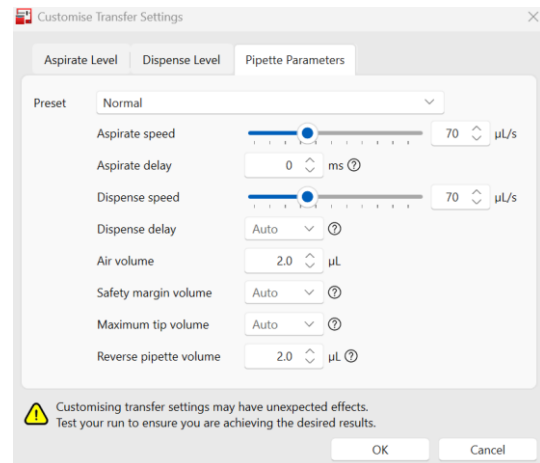 Customise Transfer Settings
Aspirate Level Dispense Level Pipette Parameters
Preset Normal
Aspirate speed 70 µL/s
Aspirate delay 0 ms ?
Dispense speed 70 µL/s
Dispense delay Auto ?
Air volume 2.0 µL
Safety margin volume Auto ?
Maximum tip volume Auto ?
Reverse pipette volume 2.0 µL ?
Customising transfer settings may have unexpected effects.
Test your run to ensure you are achieving the desired results.
OK Cancel